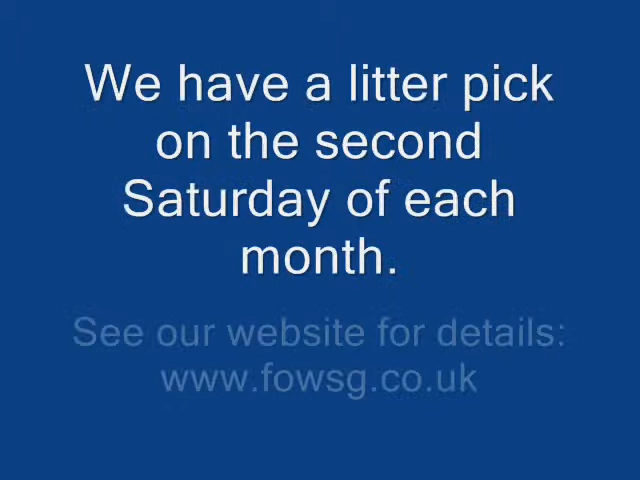 We have a litter pick
on the second
Saturday of each
month.
See our website for details:
www.fowsg.co.uk